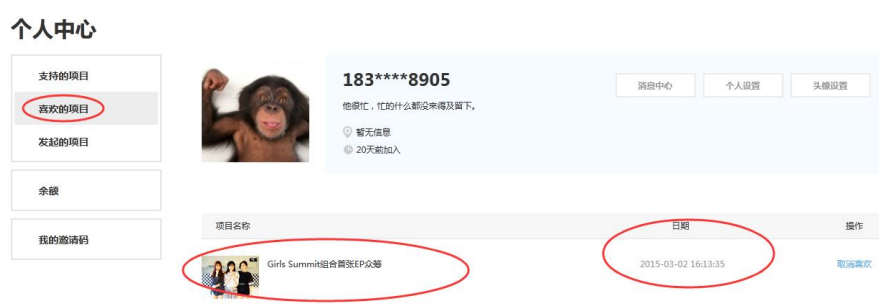 个人中心
支持的项目
喜欢的项目
发起的项目
余额
我的邀请码
183****8905
他很忙，忙的什么都没来得及留下。
暂无信息
20天前加入
消息中心
个人设置
头像设置
项目名称
日期
操作
Girls Summit组合首张EP众筹
2015-03-02 16:13:35
取消喜欢